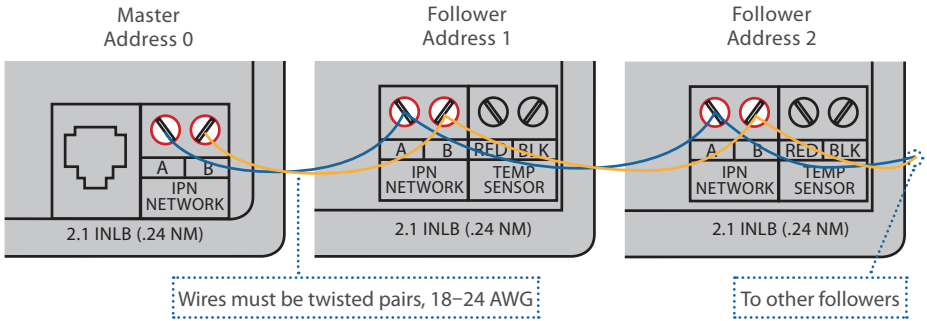 Master
Address 0
Follower
Address 1
Follower
Address 2
A B
IPN
NETWORK
2.1 INLB (.24 NM)
A B RED BLK
IPN
NETWORK
TEMP
SENSOR
2.1 INLB (.24 NM)
A B RED BLK
IPN
NETWORK
TEMP
SENSOR
2.1 INLB (.24 NM)
Wires must be twisted pairs, 18–24 AWG
To other followers